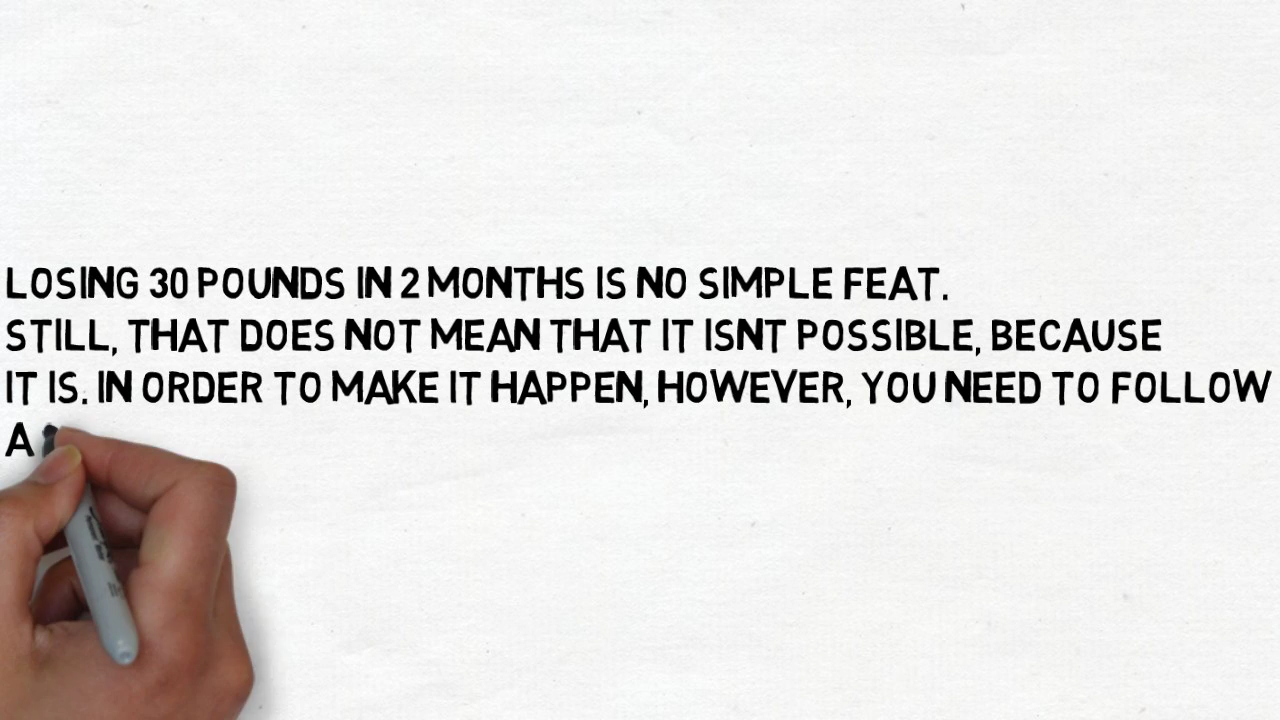 LOSING 30 POUNDS IN 2 MONTHS IS NO SIMPLE FEAT.
STILL, THAT DOES NOT MEAN THAT IT ISNT POSSIBLE, BECAUSE
IT IS. IN ORDER TO MAKE IT HAPPEN, HOWEVER, YOU NEED TO FOLLOW
A